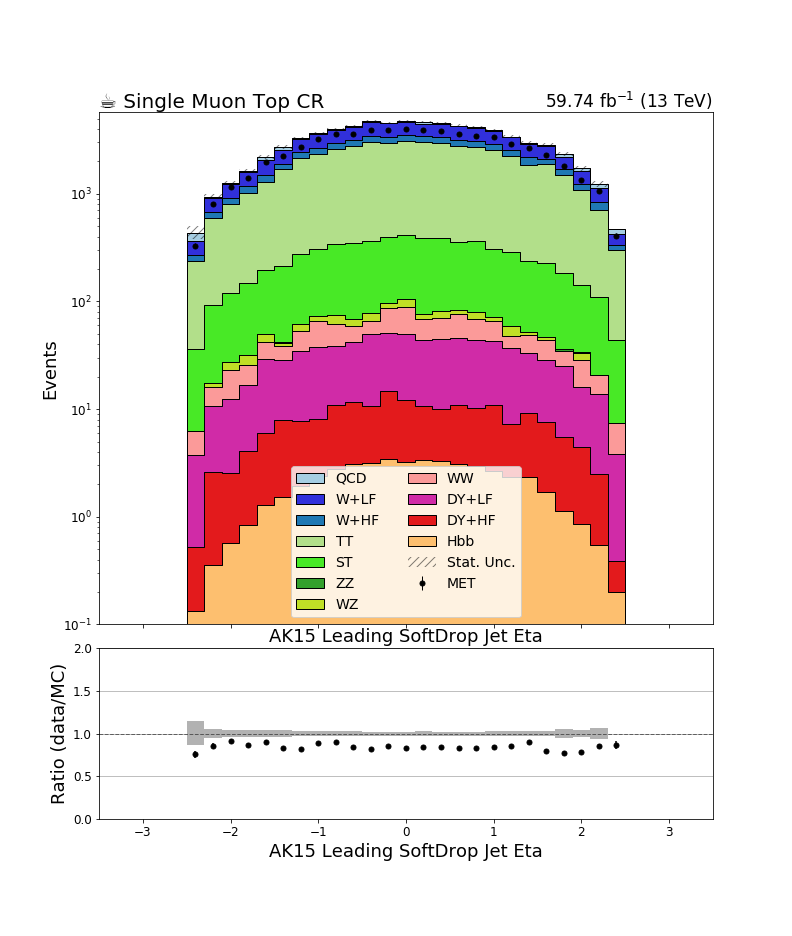 ☕ Single Muon Top CR
59.74 fb⁻¹ (13 TeV)
Events
10³
10²
10¹
10⁰
10⁻¹
QCD
W+LF
W+HF
TT
ST
ZZ
WZ
WW
DY+LF
DY+HF
Hbb
Stat. Unc.
MET
AK15 Leading SoftDrop Jet Eta
Ratio (data/MC)
2.0
1.5
1.0
0.5
0.0
−3 −2 −1 0 1 2 3
AK15 Leading SoftDrop Jet Eta